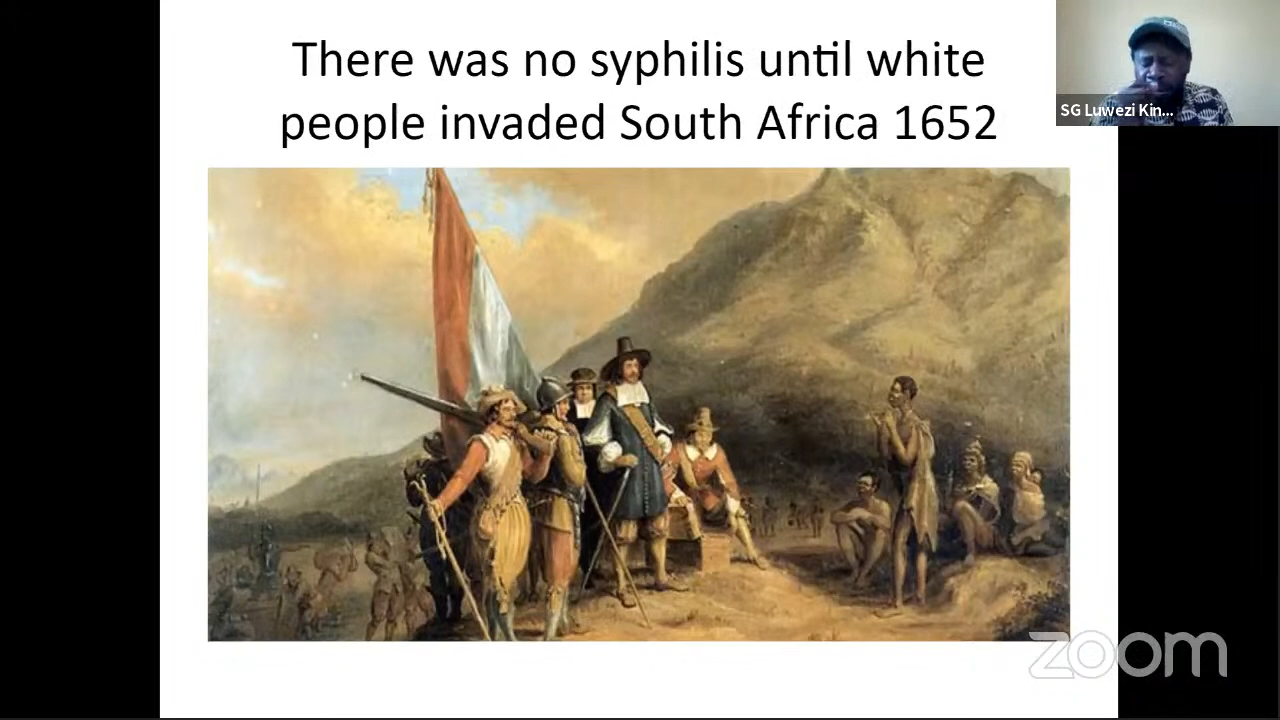 There was no syphilis until white
people invaded South Africa 1652
SG Luwezi Kin...
zoom